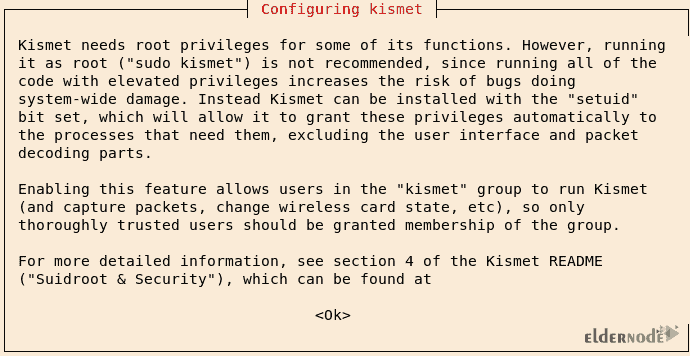 Configuring kismet
Kismet needs root privileges for some of its functions. However, running
it as root ("sudo kismet") is not recommended, since running all of the
code with elevated privileges increases the risk of bugs doing
system-wide damage. Instead Kismet can be installed with the "setuid"
bit set, which will allow it to grant these privileges automatically to
the processes that need them, excluding the user interface and packet
decoding parts.
Enabling this feature allows users in the "kismet" group to run Kismet
(and capture packets, change wireless card state, etc), so only
thoroughly trusted users should be granted membership of the group.
For more detailed information, see section 4 of the Kismet README
("Suidroot & Security"), which can be found at
<Ok>
eldernode